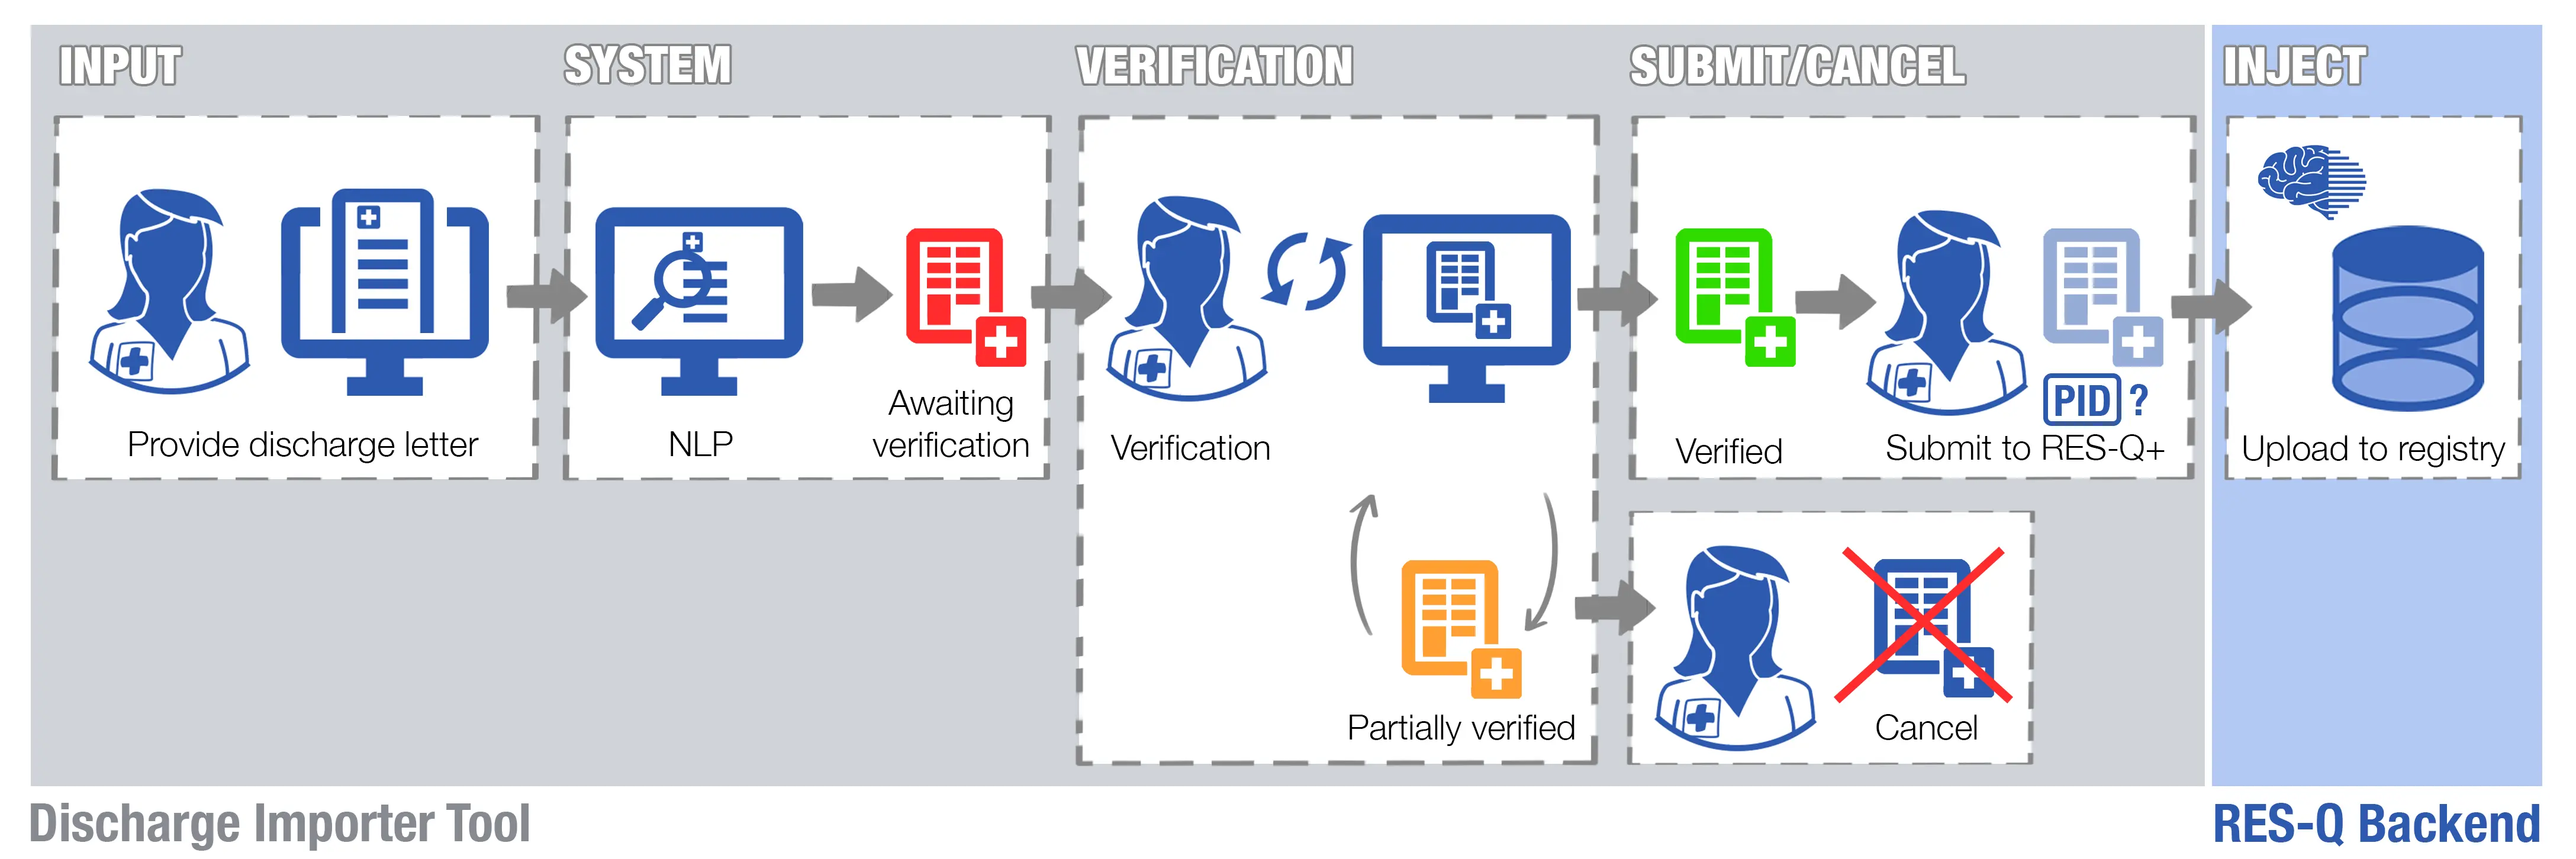 INPUT
SYSTEM
VERIFICATION
SUBMIT/CANCEL
INJECT
Provide discharge letter
NLP
Awaiting
verification
Verification
Partially verified
Verified
PID ?
Submit to RES-Q+
Cancel
Upload to registry
Discharge Importer Tool
RES-Q Backend